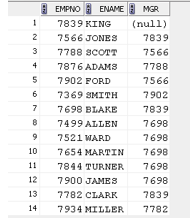 EMPNO ENAME MGR
1 7839 KING (null)
2 7566 JONES 7839
3 7788 SCOTT 7566
4 7876 ADAMS 7788
5 7902 FORD 7566
6 7369 SMITH 7902
7 7698 BLAKE 7839
8 7499 ALLEN 7698
9 7521 WARD 7698
10 7654 MARTIN 7698
11 7844 TURNER 7698
12 7900 JAMES 7698
13 7782 CLARK 7839
14 7934 MILLER 7782